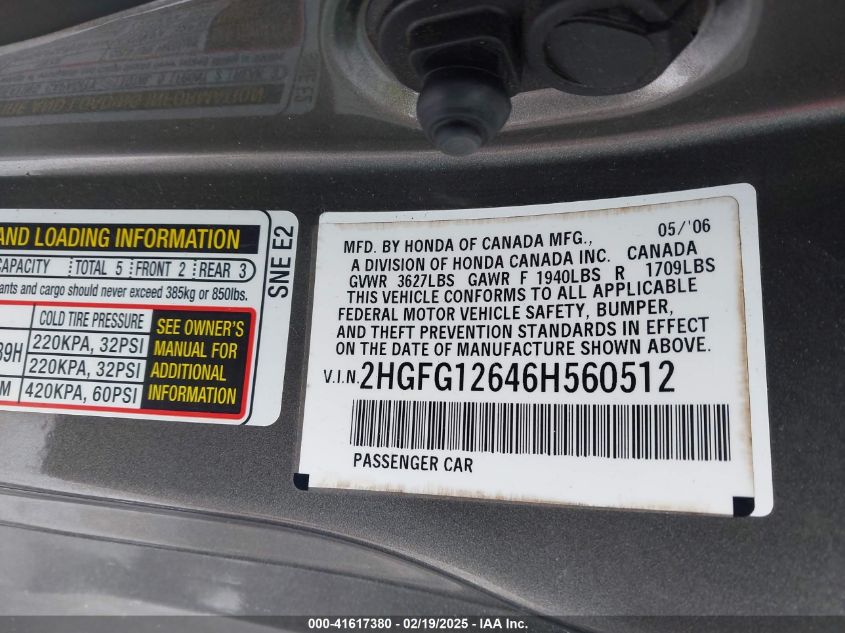 AND LOADING INFORMATION
CAPACITY TOTAL 5 FRONT 2 REAR 3
ants and cargo should never exceed 385kg or 850lbs.
COLD TIRE PRESSURE
89H 220KPA, 32PSI
220KPA, 32PSI
M 420KPA, 60PSI
SEE OWNER'S
MANUAL FOR
ADDITIONAL
INFORMATION
SNE E2
05/'06
MFD. BY HONDA OF CANADA MFG.,
A DIVISION OF HONDA CANADA INC. CANADA
GVWR 3627LBS GAWR F 1940LBS R 1709LBS
THIS VEHICLE CONFORMS TO ALL APPLICABLE
FEDERAL MOTOR VEHICLE SAFETY, BUMPER,
AND THEFT PREVENTION STANDARDS IN EFFECT
ON THE DATE OF MANUFACTURE SHOWN ABOVE.
V.I.N. 2HGFG12646H560512
PASSENGER CAR
000-41617380 - 02/19/2025 - IAA Inc.